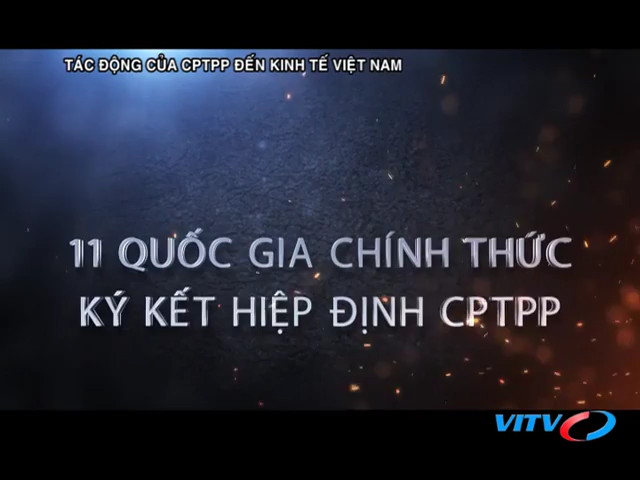 TÁC ĐỘNG CỦA CPTPP ĐẾN KINH TẾ VIỆT NAM
11 QUỐC GIA CHÍNH THỨC
KÝ KẾT HIỆP ĐỊNH CPTPP
VITV